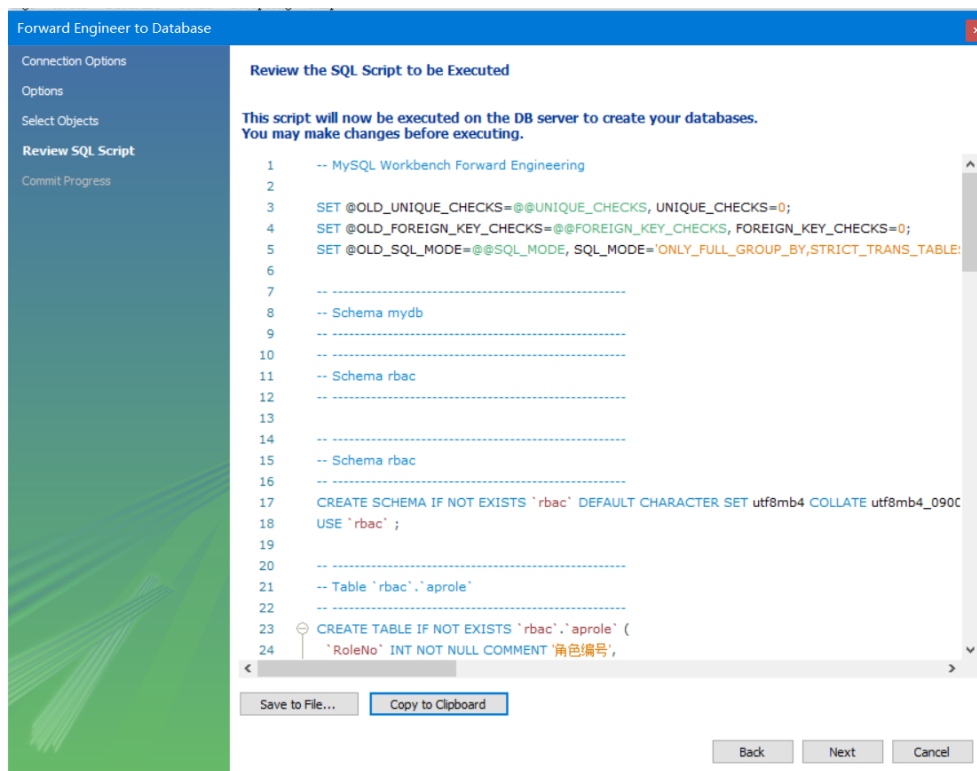 Forward Engineer to Database
Connection Options
Options
Select Objects
Review SQL Script
Commit Progress
Review the SQL Script to be Executed
This script will now be executed on the DB server to create your databases.
You may make changes before executing.
1 -- MySQL Workbench Forward Engineering
2
3 SET @OLD_UNIQUE_CHECKS=@@UNIQUE_CHECKS, UNIQUE_CHECKS=0;
4 SET @OLD_FOREIGN_KEY_CHECKS=@@FOREIGN_KEY_CHECKS, FOREIGN_KEY_CHECKS=0;
5 SET @OLD_SQL_MODE=@@SQL_MODE, SQL_MODE='ONLY_FULL_GROUP_BY,STRICT_TRANS_TABLES
6
7 -- -----------------------------------------------------
8 -- Schema mydb
9 -- -----------------------------------------------------
10 -- -----------------------------------------------------
11 -- Schema rbac
12 -- -----------------------------------------------------
13
14 -- -----------------------------------------------------
15 -- Schema rbac
16 -- -----------------------------------------------------
17 CREATE SCHEMA IF NOT EXISTS `rbac` DEFAULT CHARACTER SET utf8mb4 COLLATE utf8mb4_0900
18 USE `rbac` ;
19
20 -- -----------------------------------------------------
21 -- Table `rbac`.`aprole`
22 -- -----------------------------------------------------
23 CREATE TABLE IF NOT EXISTS `rbac`.`aprole` (
24 `RoleNo` INT NOT NULL COMMENT '角色编号',
Save to File... Copy to Clipboard
Back Next Cancel